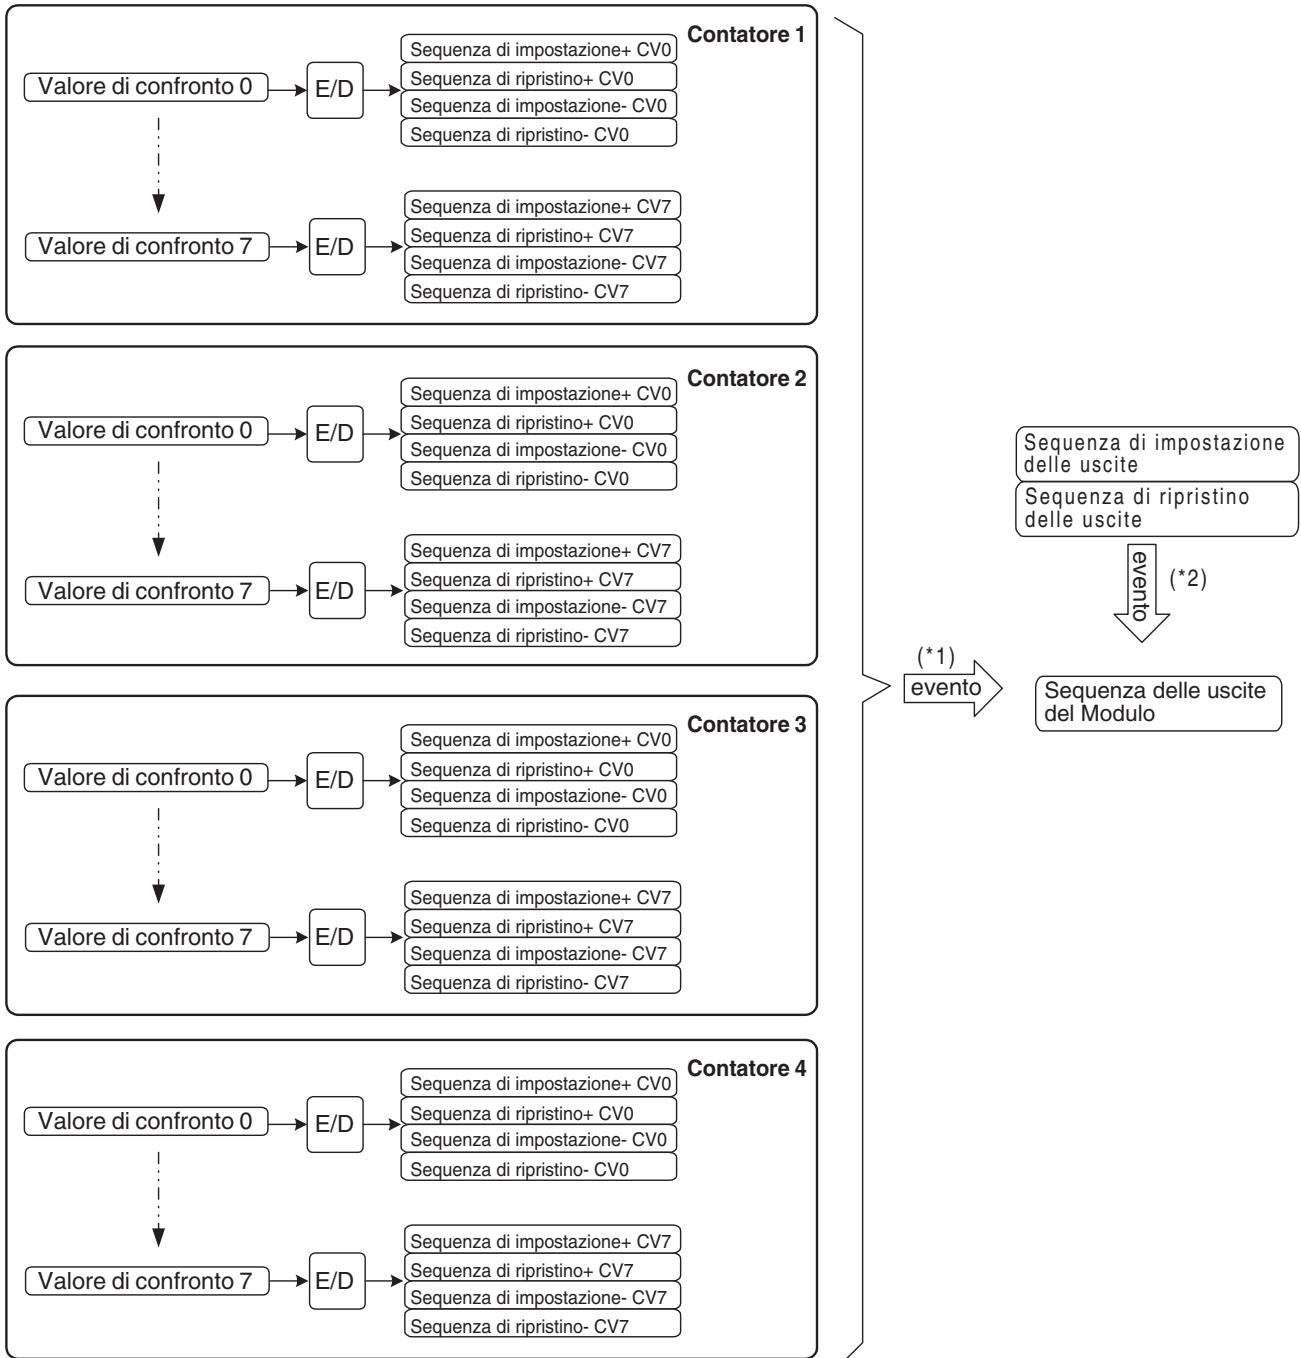 Contatore 1
Valore di confronto 0
E/D
Sequenza di impostazione+ CV0
Sequenza di ripristino+ CV0
Sequenza di impostazione- CV0
Sequenza di ripristino- CV0
Valore di confronto 7
E/D
Sequenza di impostazione+ CV7
Sequenza di ripristino+ CV7
Sequenza di impostazione- CV7
Sequenza di ripristino- CV7
Contatore 2
Valore di confronto 0
E/D
Sequenza di impostazione+ CV0
Sequenza di ripristino+ CV0
Sequenza di impostazione- CV0
Sequenza di ripristino- CV0
Valore di confronto 7
E/D
Sequenza di impostazione+ CV7
Sequenza di ripristino+ CV7
Sequenza di impostazione- CV7
Sequenza di ripristino- CV7
Contatore 3
Valore di confronto 0
E/D
Sequenza di impostazione+ CV0
Sequenza di ripristino+ CV0
Sequenza di impostazione- CV0
Sequenza di ripristino- CV0
Valore di confronto 7
E/D
Sequenza di impostazione+ CV7
Sequenza di ripristino+ CV7
Sequenza di impostazione- CV7
Sequenza di ripristino- CV7
Contatore 4
Valore di confronto 0
E/D
Sequenza di impostazione+ CV0
Sequenza di ripristino+ CV0
Sequenza di impostazione- CV0
Sequenza di ripristino- CV0
Valore di confronto 7
E/D
Sequenza di impostazione+ CV7
Sequenza di ripristino+ CV7
Sequenza di impostazione- CV7
Sequenza di ripristino- CV7
(*1)
evento
Sequenza di impostazione
delle uscite
Sequenza di ripristino
delle uscite
evento
(*2)
Sequenza delle uscite
del Modulo